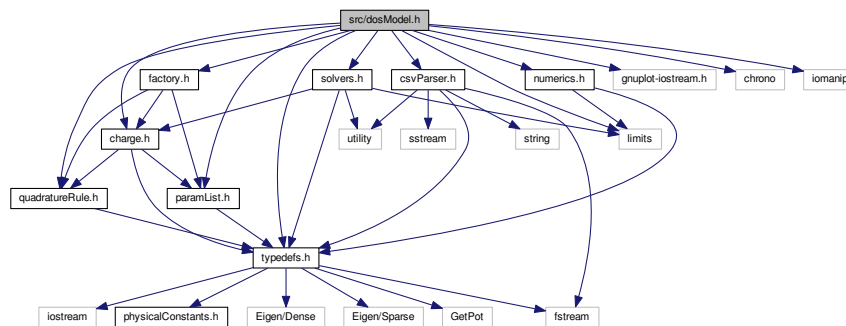 src/dosModel.h
factory.h
solvers.h
csvParser.h
numerics.h
gnuplot-iostream.h
chrono
iomanip
charge.h
utility
sstream
string
limits
quadratureRule.h
paramList.h
typedefs.h
iostream
physicalConstants.h
Eigen/Dense
Eigen/Sparse
GetPot
fstream